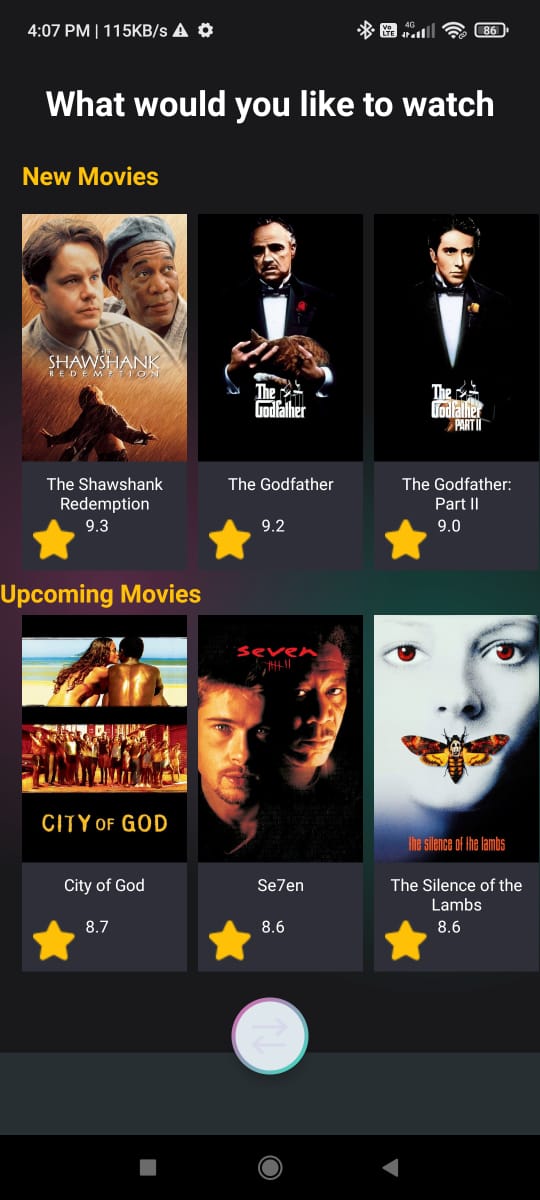 4:07 PM | 115KB/s
Vo LTE 4G 86
What would you like to watch
New Movies
THE
SHAWSHANK
REDEMPTION
The
Godfather
The
Godfather
PART II
The Shawshank
Redemption
9.3
The Godfather
9.2
The Godfather:
Part II
9.0
Upcoming Movies
CITY OF GOD
seven
the silence of the lambs
City of God
8.7
Se7en
8.6
The Silence of the
Lambs
8.6